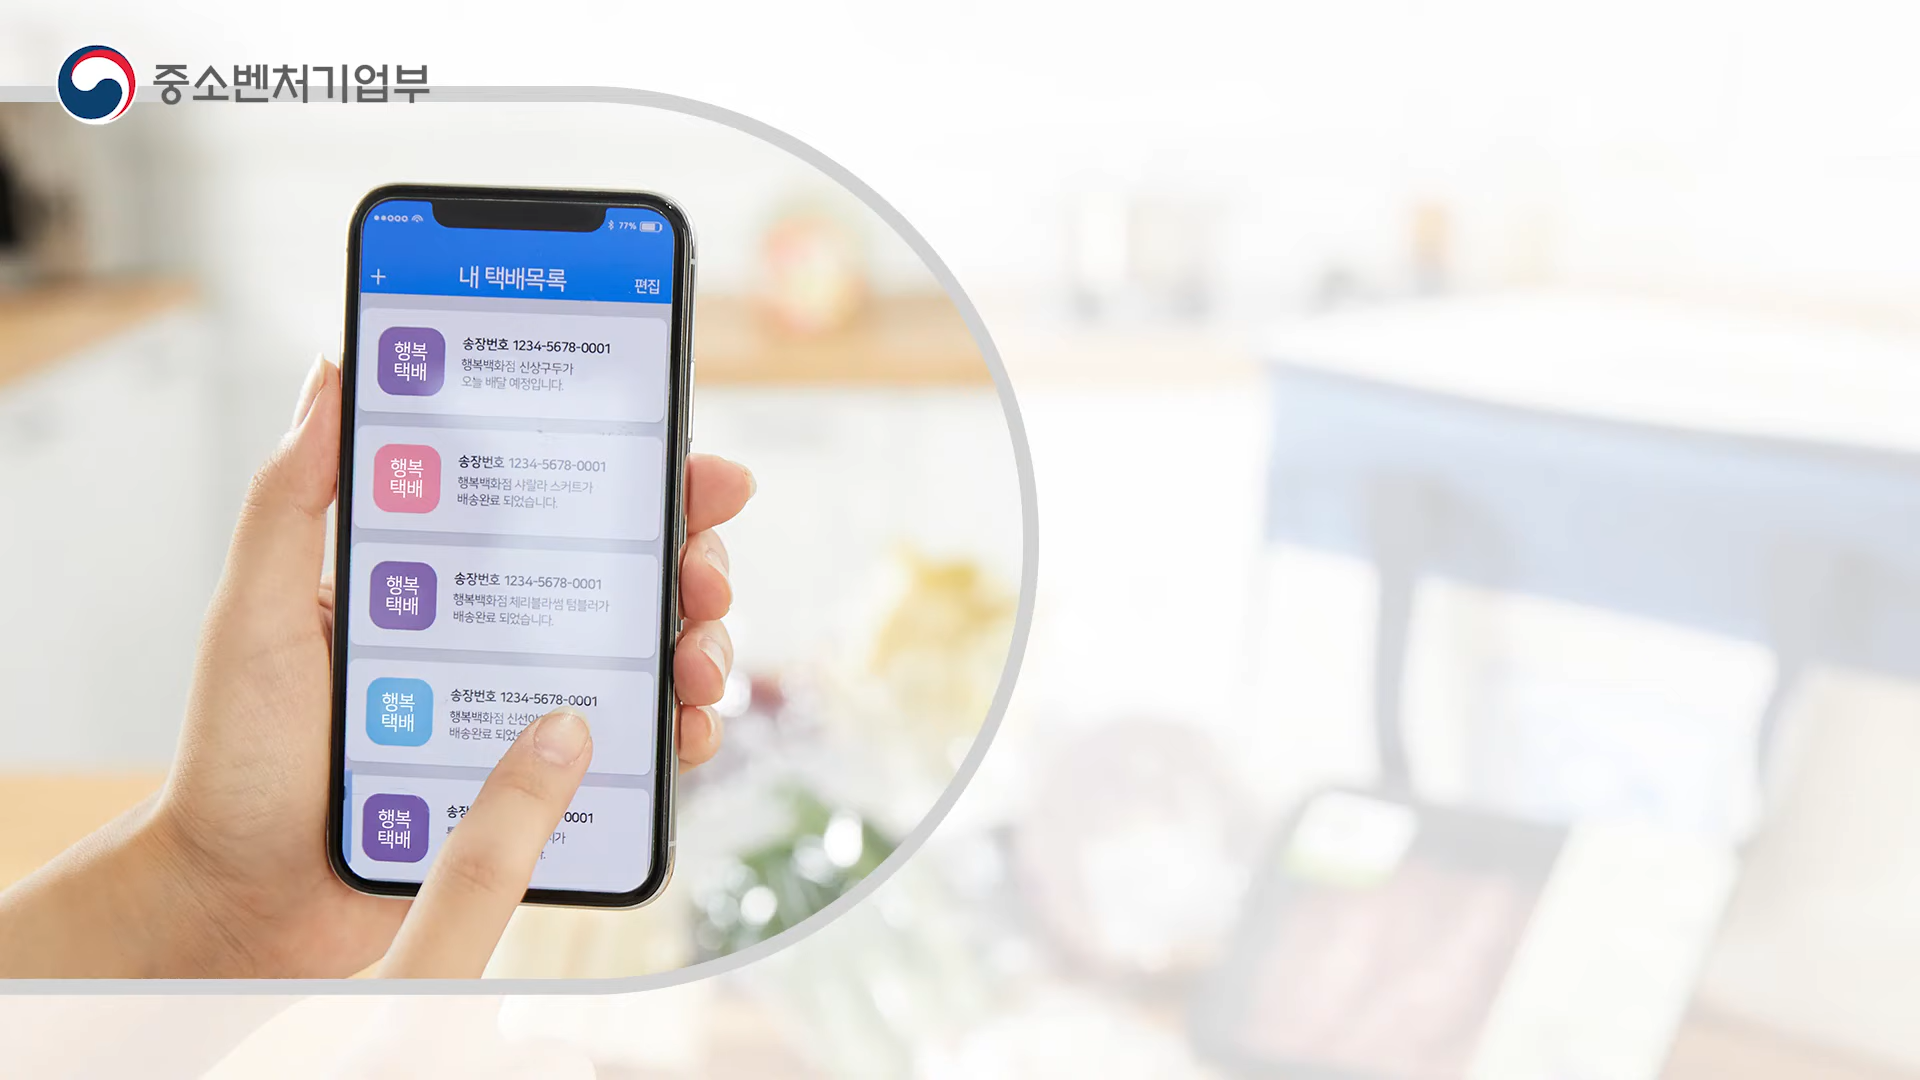 중소벤처기업부
77%
+ 내 택배목록 편집
행복
택배
송장번호 1234-5678-0001
행복백화점 신상구두가
오늘 배달 예정입니다.
행복
택배
송장번호 1234-5678-0001
행복백화점 샤랄라 스커트가
배송완료 되었습니다.
행복
택배
송장번호 1234-5678-0001
행복백화점 체리블라썸 텀블러가
배송완료 되었습니다.
행복
택배
송장번호 1234-5678-0001
행복백화점
배송완료
행복
택배
0001